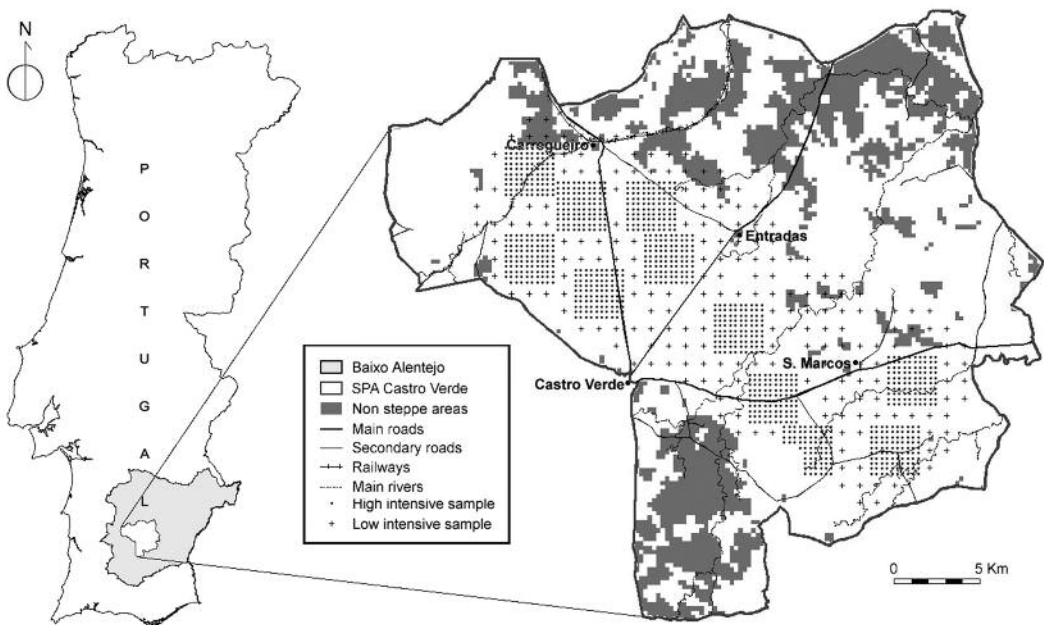 N
P
O
R
T
U
G
A
L
Carregueiro
Entradas
S. Marcos
Castro Verde
Baixo Alentejo
SPA Castro Verde
Non steppe areas
Main roads
Secondary roads
Railways
Main rivers
High intensive sample
Low intensive sample
0 5 Km